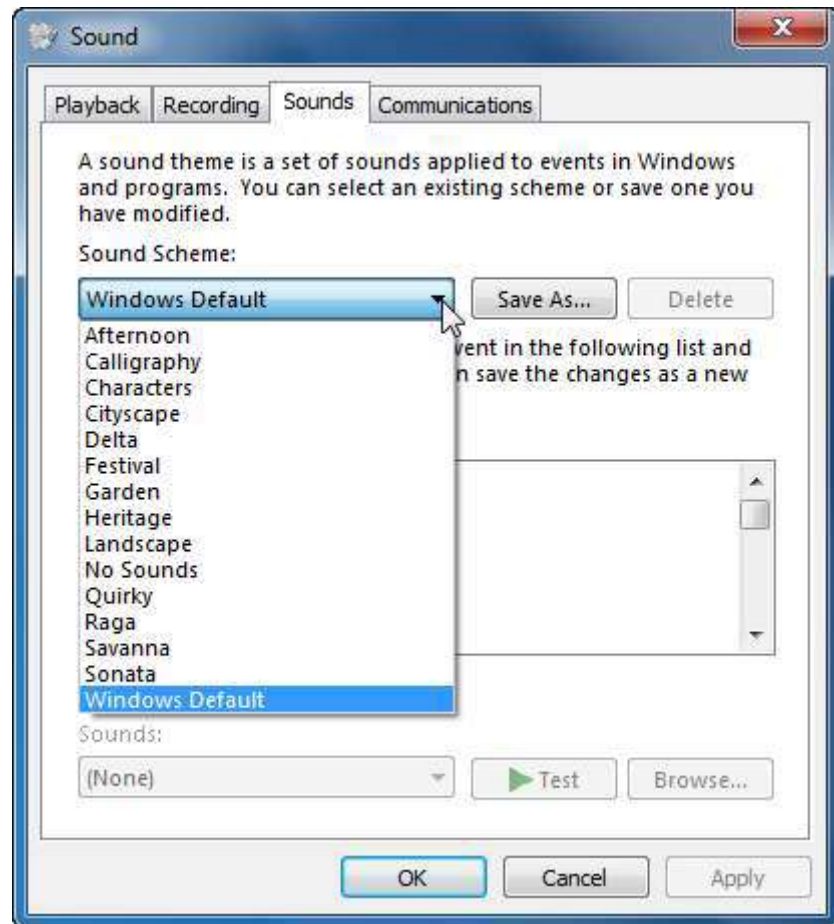 Sound
Playback Recording Sounds Communications
A sound theme is a set of sounds applied to events in Windows
and programs. You can select an existing scheme or save one you
have modified.
Sound Scheme:
Windows Default Save As... Delete
Afternoon
Calligraphy
vent in the following list and
Characters
n save the changes as a new
Cityscape
Delta
Festival
Garden
Heritage
Landscape
No Sounds
Quirky
Raga
Savanna
Sonata
Windows Default
Sounds:
(None) Test Browse...
OK Cancel Apply